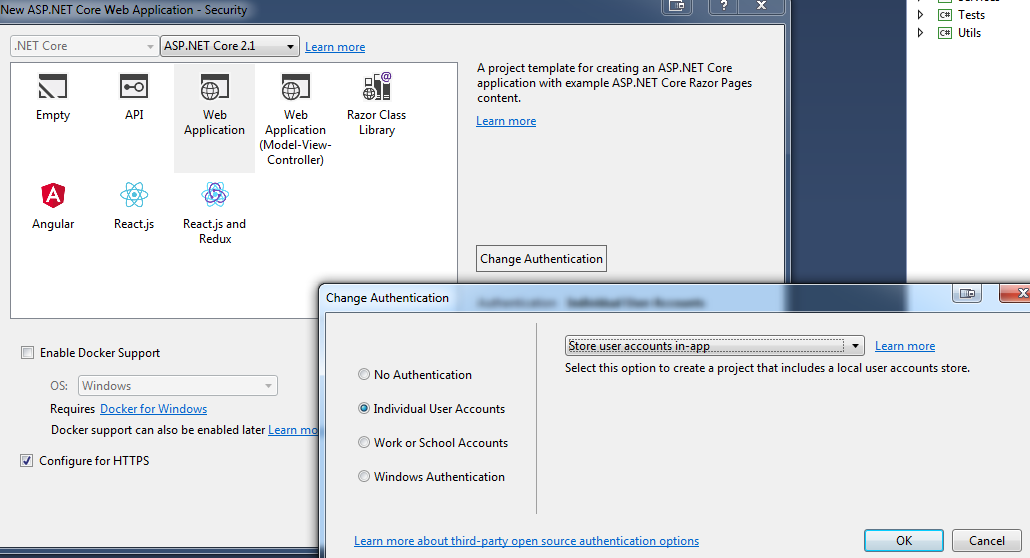 New ASP.NET Core Web Application - Security
Services
Tests
Utils
.NET Core
ASP.NET Core 2.1
Learn more
Empty
API
Web
Application
Web
Application
(Model-View-
Controller)
Razor Class
Library
Angular
React.js
React.js and
Redux
A project template for creating an ASP.NET Core
application with example ASP.NET Core Razor Pages
content.
Learn more
Change Authentication
Authentication Individual User Accounts
Enable Docker Support
OS: Windows
Requires Docker for Windows
Docker support can also be enabled later Learn mo
Configure for HTTPS
Change Authentication
No Authentication
Individual User Accounts
Work or School Accounts
Windows Authentication
Store user accounts in-app
Learn more
Select this option to create a project that includes a local user accounts store.
Learn more about third-party open source authentication options
OK
Cancel